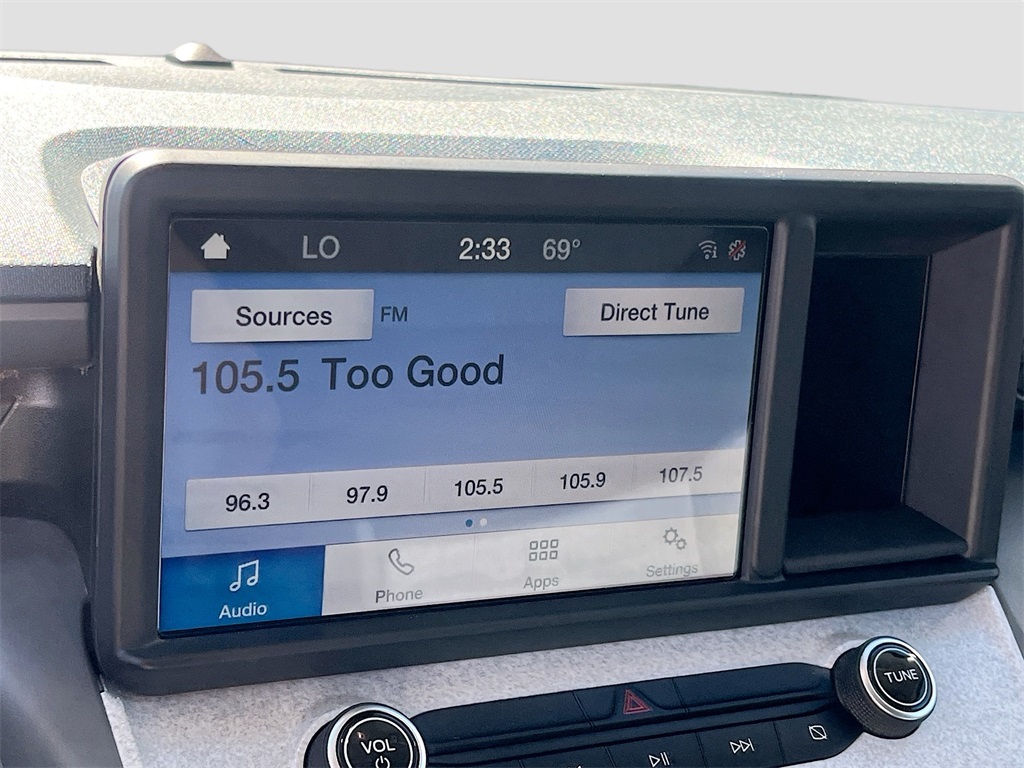 LO 2:33 69°
Sources FM Direct Tune
105.5 Too Good
96.3 97.9 105.5 105.9 107.5
Audio Phone Apps Settings
TUNE
VOL